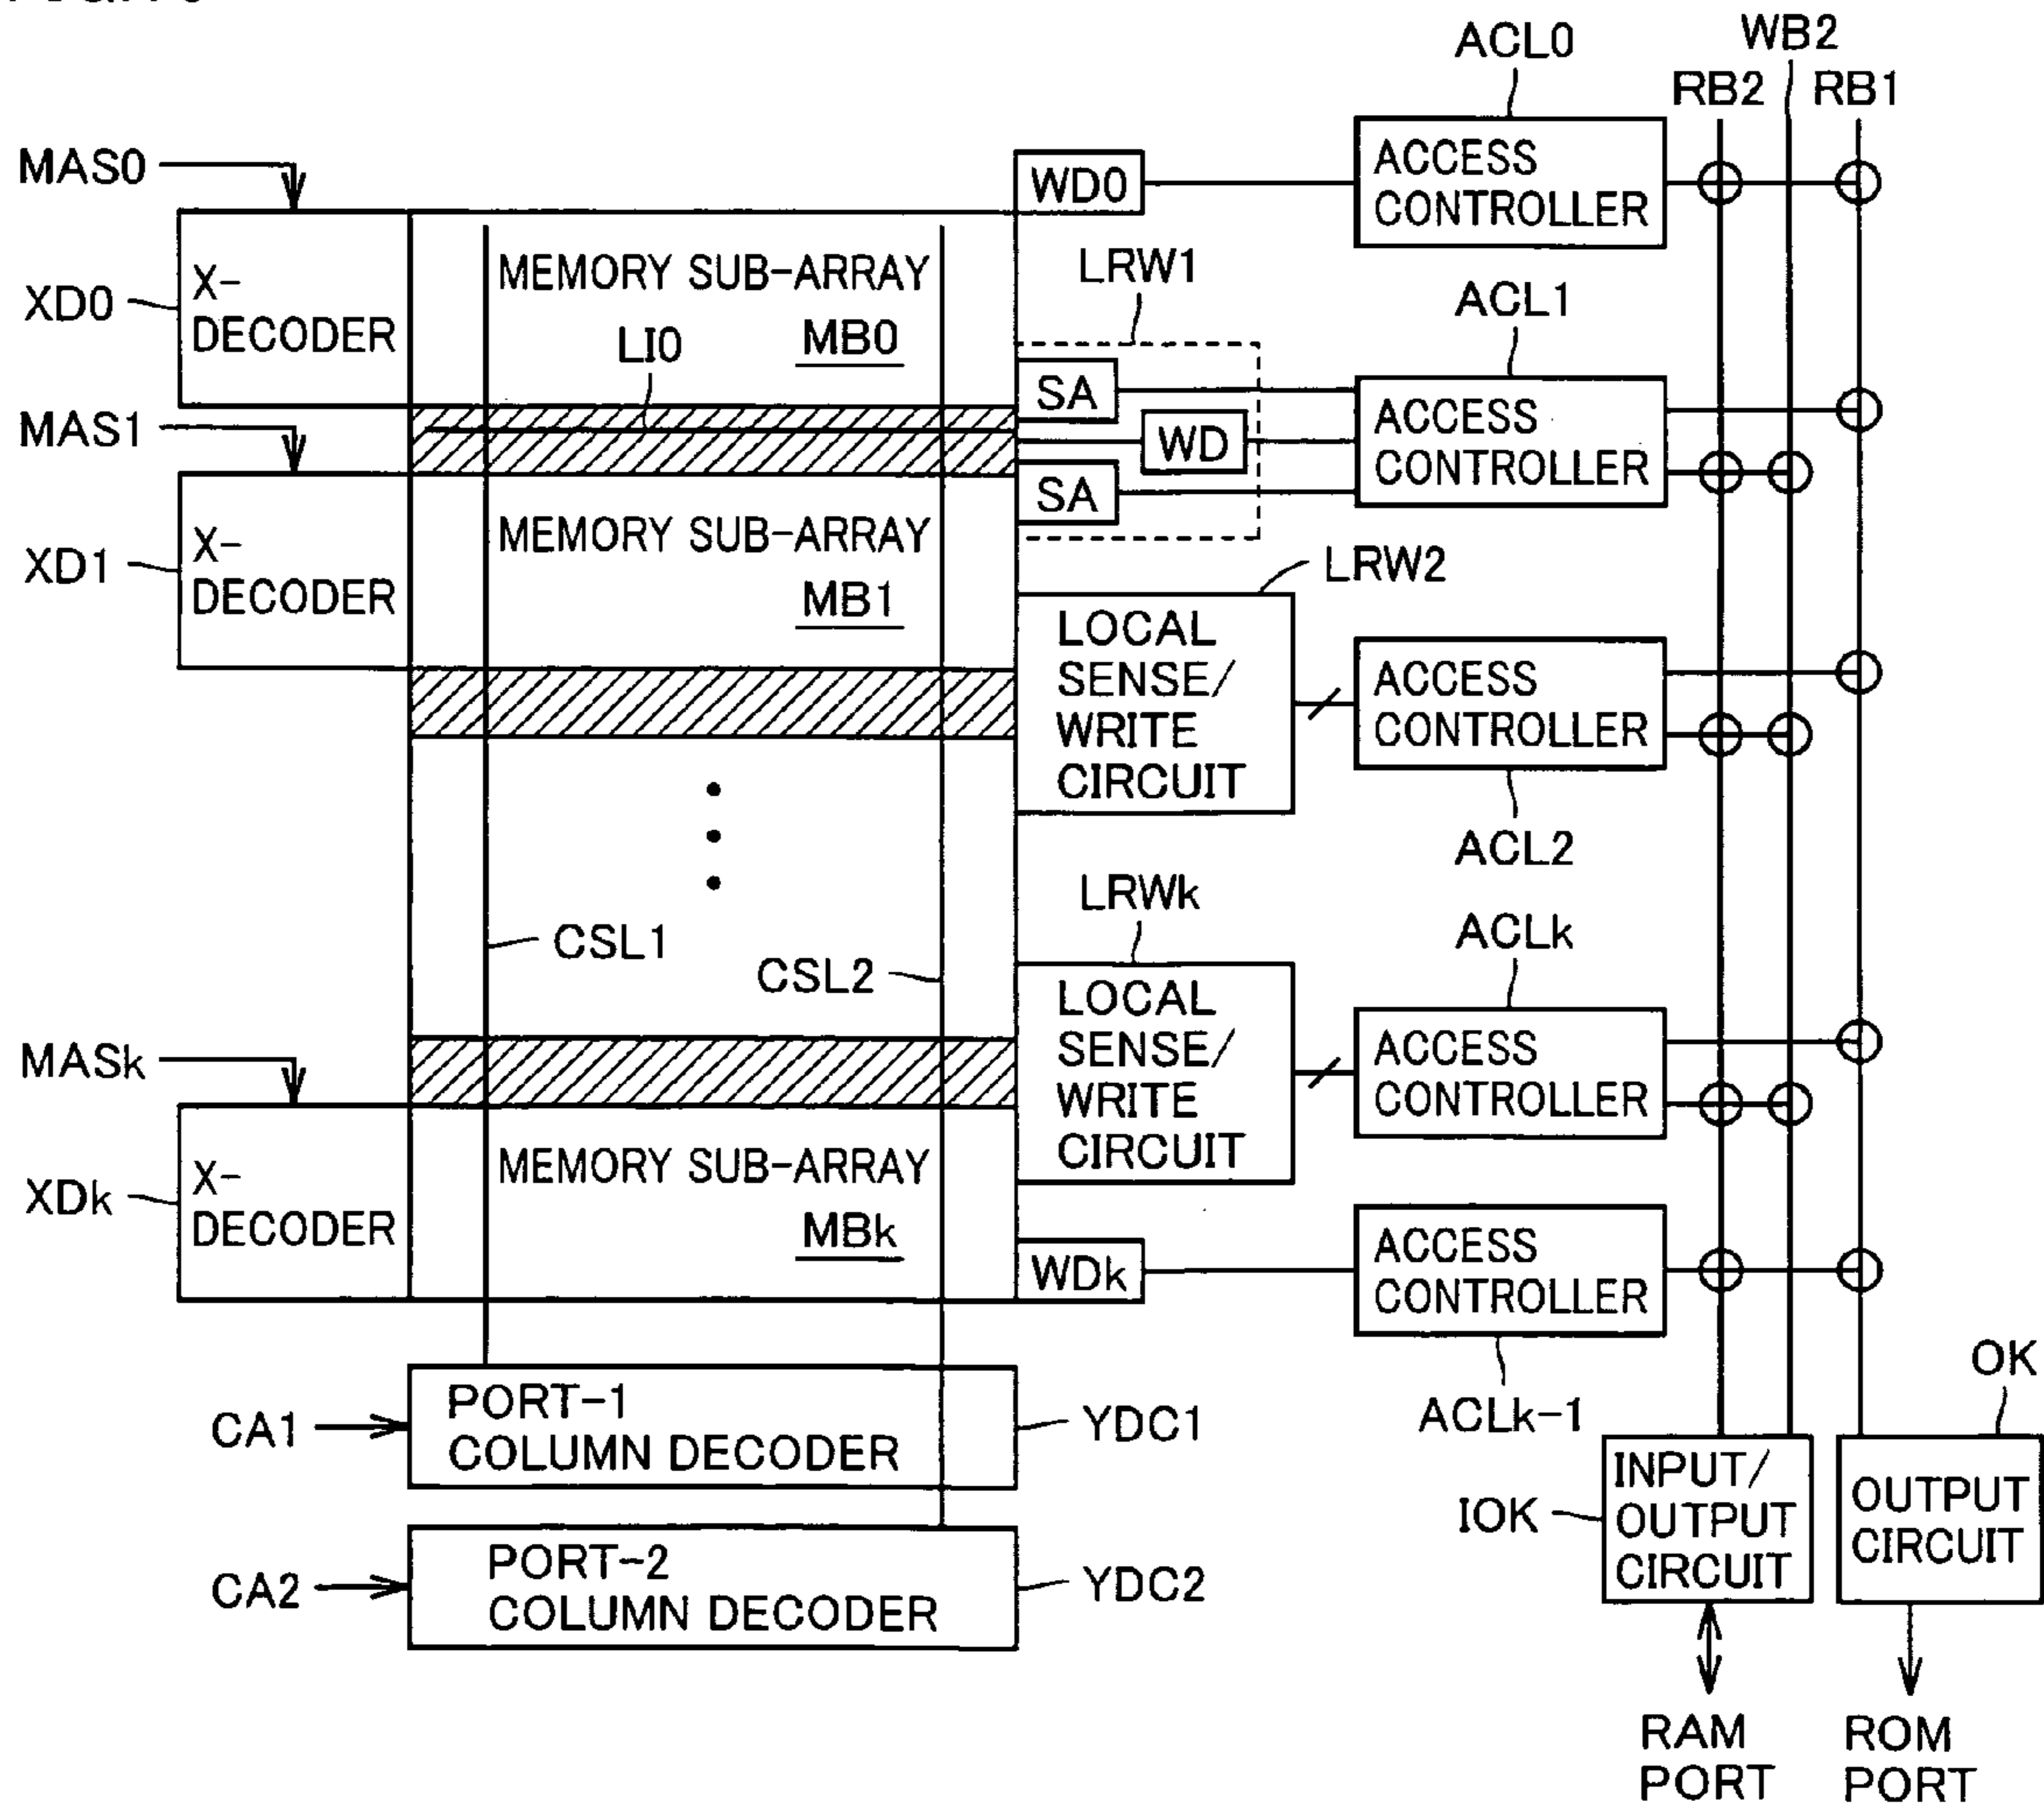 WB2
ACL0
RB2
RB1
MAS0
WD0
ACCESS
CONTROLLER
X-
DECODER
XD0
MEMORY SUB-ARRAY
MB0
LI0
LRW1
ACL1
SA
MAS1
WD
ACCESS
CONTROLLER
SA
X-
DECODER
XD1
MEMORY SUB-ARRAY
MB1
LRW2
LOCAL
SENSE/
WRITE
CIRCUIT
ACCESS
CONTROLLER
ACL2
LRWk
ACLk
CSL1
CSL2
LOCAL
SENSE/
WRITE
CIRCUIT
ACCESS
CONTROLLER
MASk
X-
DECODER
XDk
MEMORY SUB-ARRAY
MBk
WDk
ACCESS
CONTROLLER
ACLk-1
OK
CA1
PORT-1
COLUMN DECODER
YDC1
IOK
INPUT/
OUTPUT
CIRCUIT
OUTPUT
CIRCUIT
CA2
PORT-2
COLUMN DECODER
YDC2
RAM
PORT
ROM
PORT